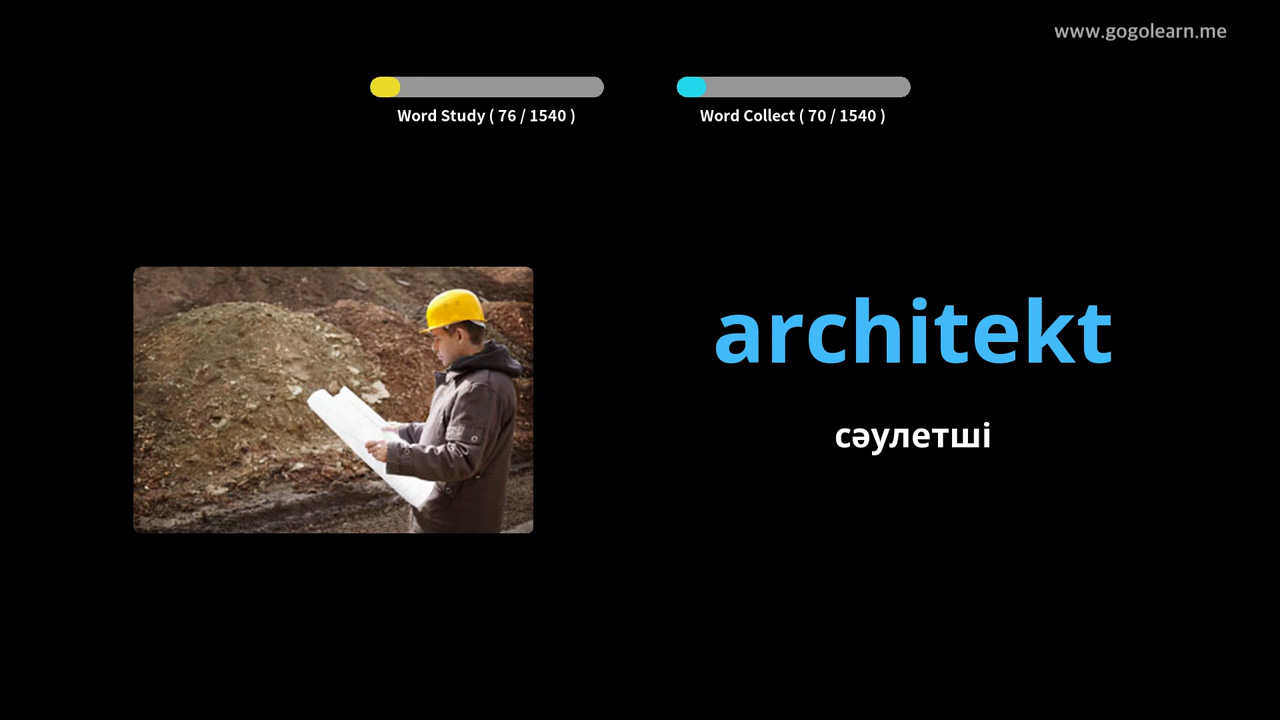 www.gogolearn.me
Word Study ( 76 / 1540 )
Word Collect ( 70 / 1540 )
architekt
сәулетші